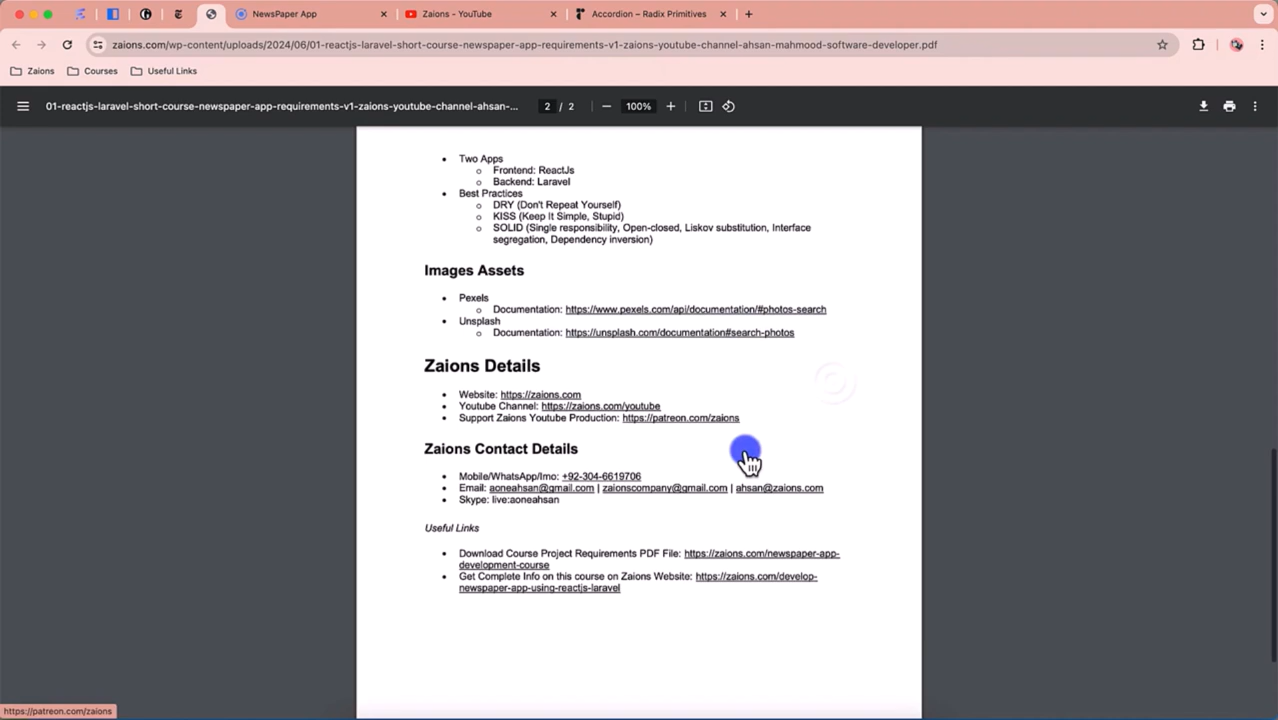 NewsPaper App
Zaions - YouTube
Accordion – Radix Primitives
zaions.com/wp-content/uploads/2024/06/01-reactjs-laravel-short-course-newspaper-app-requirements-v1-zaions-youtube-channel-ahsan-mahmood-software-developer.pdf
Zaions
Courses
Useful Links
01-reactjs-laravel-short-course-newspaper-app-requirements-v1-zaions-youtube-channel-ahsan-...
2 / 2
100%
Two Apps
Frontend: ReactJs
Backend: Laravel
Best Practices
DRY (Don't Repeat Yourself)
KISS (Keep It Simple, Stupid)
SOLID (Single responsibility, Open-closed, Liskov substitution, Interface
segregation, Dependency inversion)
Images Assets
Pexels
Documentation: https://www.pexels.com/api/documentation/#photos-search
Unsplash
Documentation: https://unsplash.com/documentation#search-photos
Zaions Details
Website: https://zaions.com
Youtube Channel: https://zaions.com/youtube
Support Zaions Youtube Production: https://patreon.com/zaions
Zaions Contact Details
Mobile/WhatsApp/Imo: +92-304-6619706
Email: aoneahsan@gmail.com | zaionscompany@gmail.com | ahsan@zaions.com
Skype: live:aoneahsan
Useful Links
Download Course Project Requirements PDF File: https://zaions.com/newspaper-app-
development-course
Get Complete Info on this course on Zaions Website: https://zaions.com/develop-
newspaper-app-using-reactjs-laravel
https://patreon.com/zaions